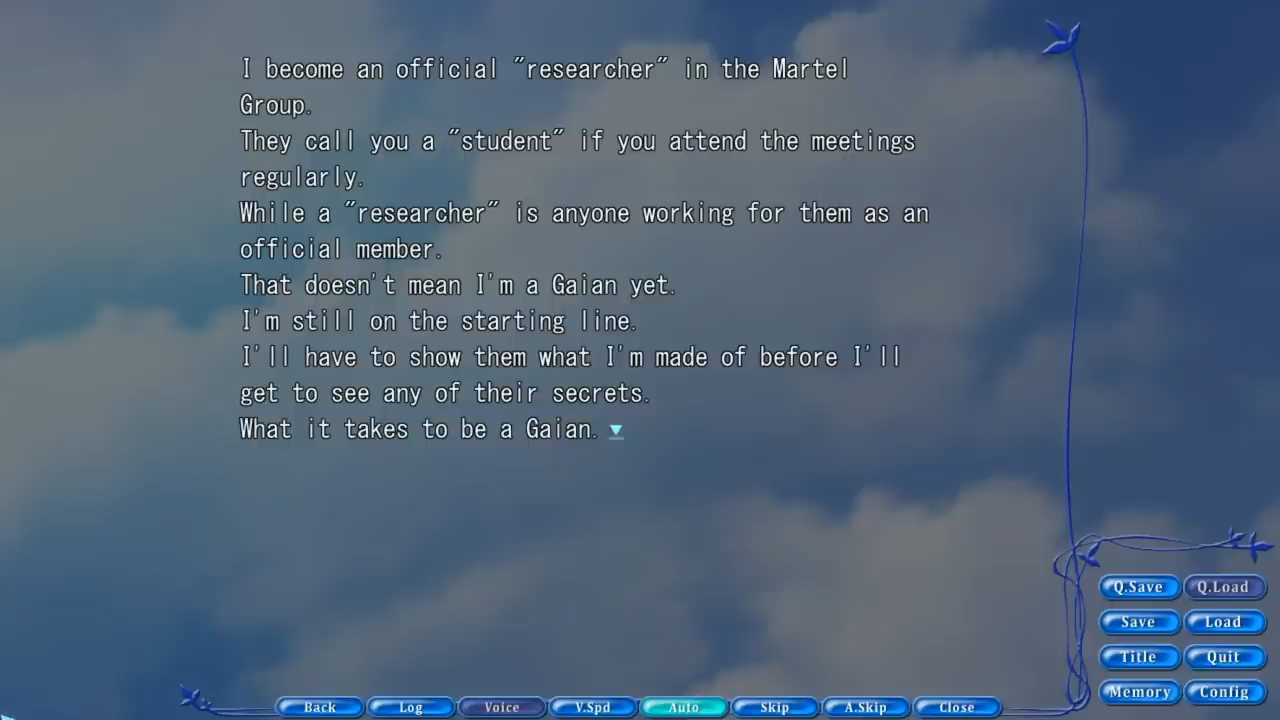 I become an official "researcher" in the Martel
Group.
They call you a "student" if you attend the meetings
regularly.
While a "researcher" is anyone working for them as an
official member.
That doesn't mean I'm a Gaian yet.
I'm still on the starting line.
I'll have to show them what I'm made of before I'll
get to see any of their secrets.
What it takes to be a Gaian.
Q.Save Q.Load
Save Load
Title Quit
Memory Config
Back Log Voice V.Spd Auto Skip A.Skip Close